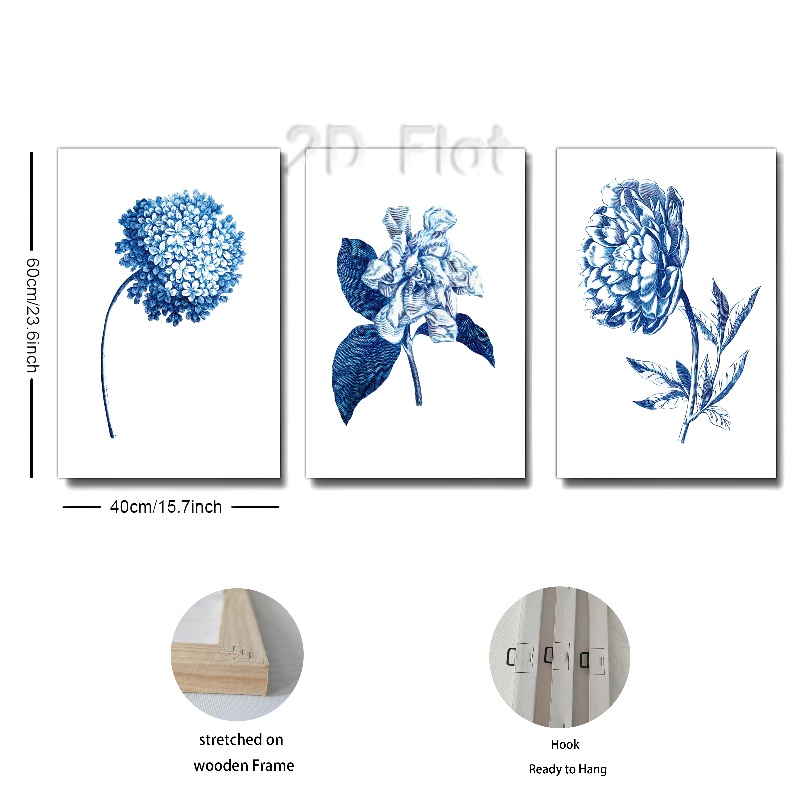 2D Flat
60cm/23.6inch
40cm/15.7inch
stretched on
wooden Frame
Hook
Ready to Hang